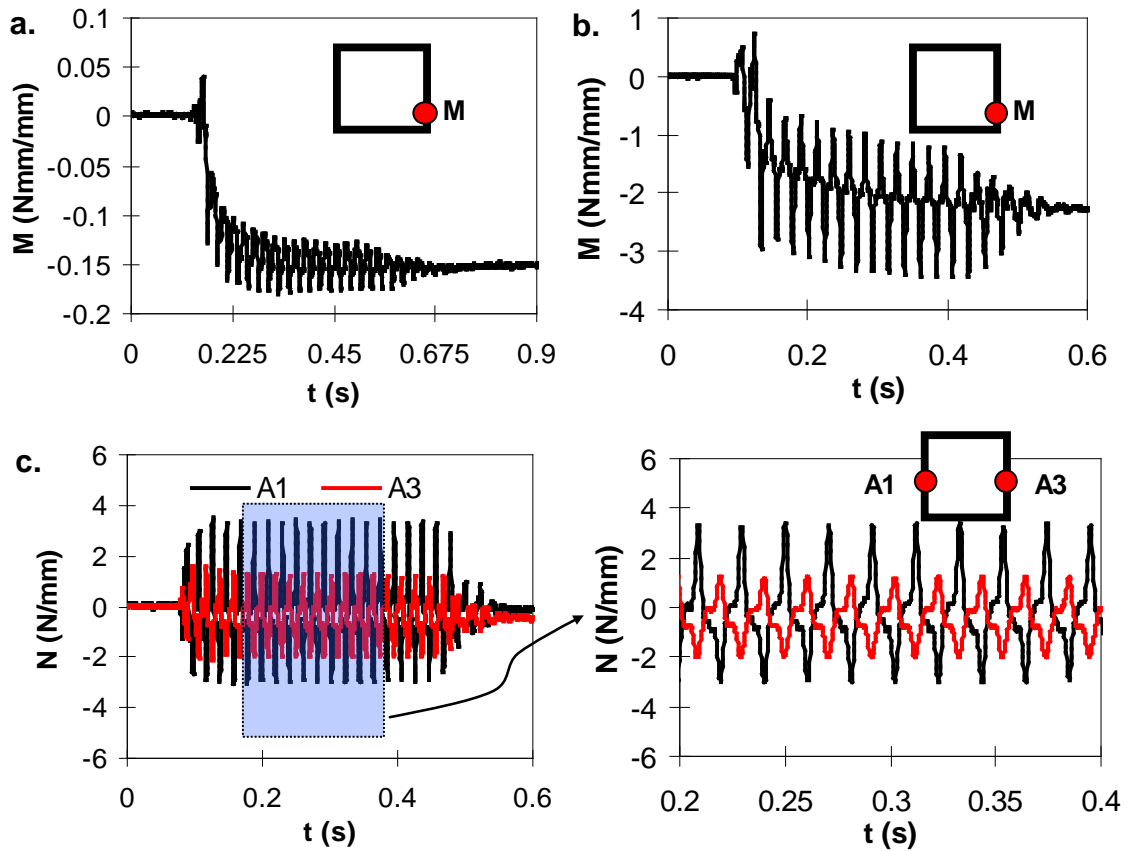 a.
0.1
0.05
0
-0.05
-0.1
-0.15
-0.2
M (Nmm/mm)
M
0 0.225 0.45 0.675 0.9
t (s)
b.
1
0
-1
-2
-3
-4
M (Nmm/mm)
M
0 0.2 0.4 0.6
t (s)
c.
6
4
2
0
-2
-4
-6
N (N/mm)
A1 A3
0 0.2 0.4 0.6
t (s)
6
4
2
0
-2
-4
-6
N (N/mm)
A1 A3
0.2 0.25 0.3 0.35 0.4
t (s)